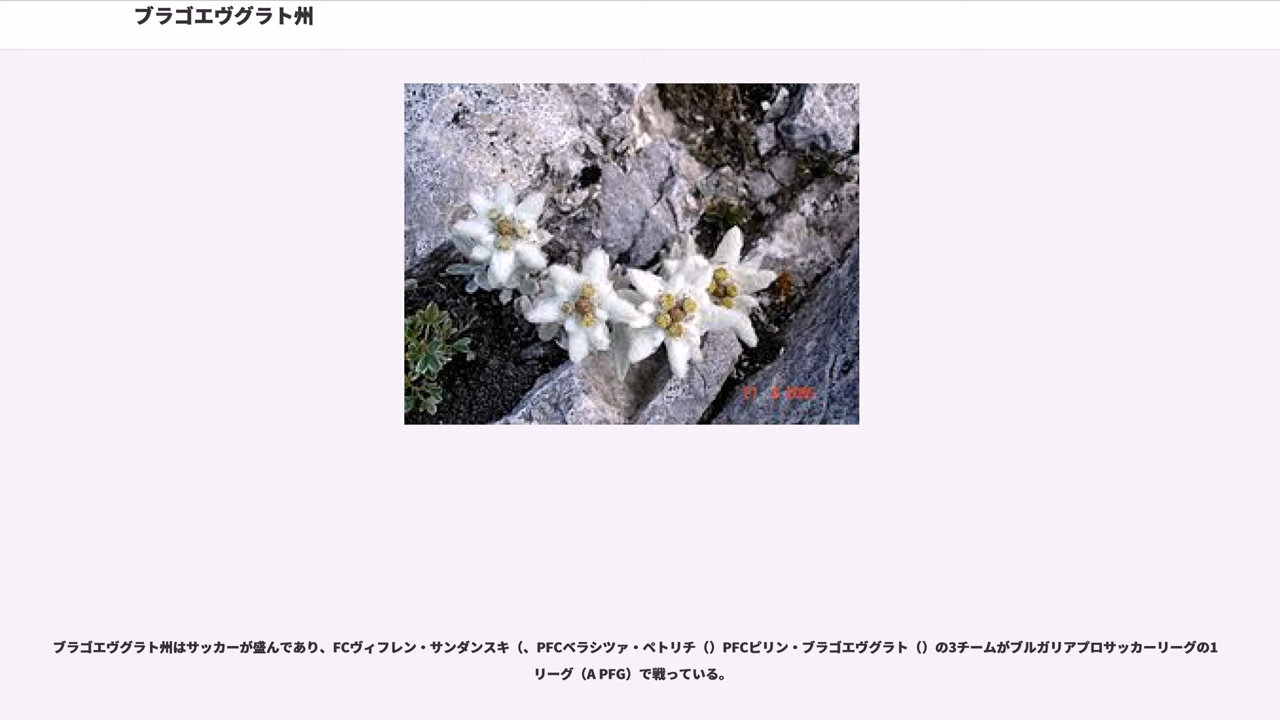 ブラゴエヴグラト州
ブラゴエヴグラト州はサッカーが盛んであり、FCヴィフレン・サンダンスキ（、PFCベラシツァ・ペトリチ（）PFCピリン・ブラゴエヴグラト（）の3チームがブルガリアプロサッカーリーグの1
リーグ（A PFG）で戦っている。